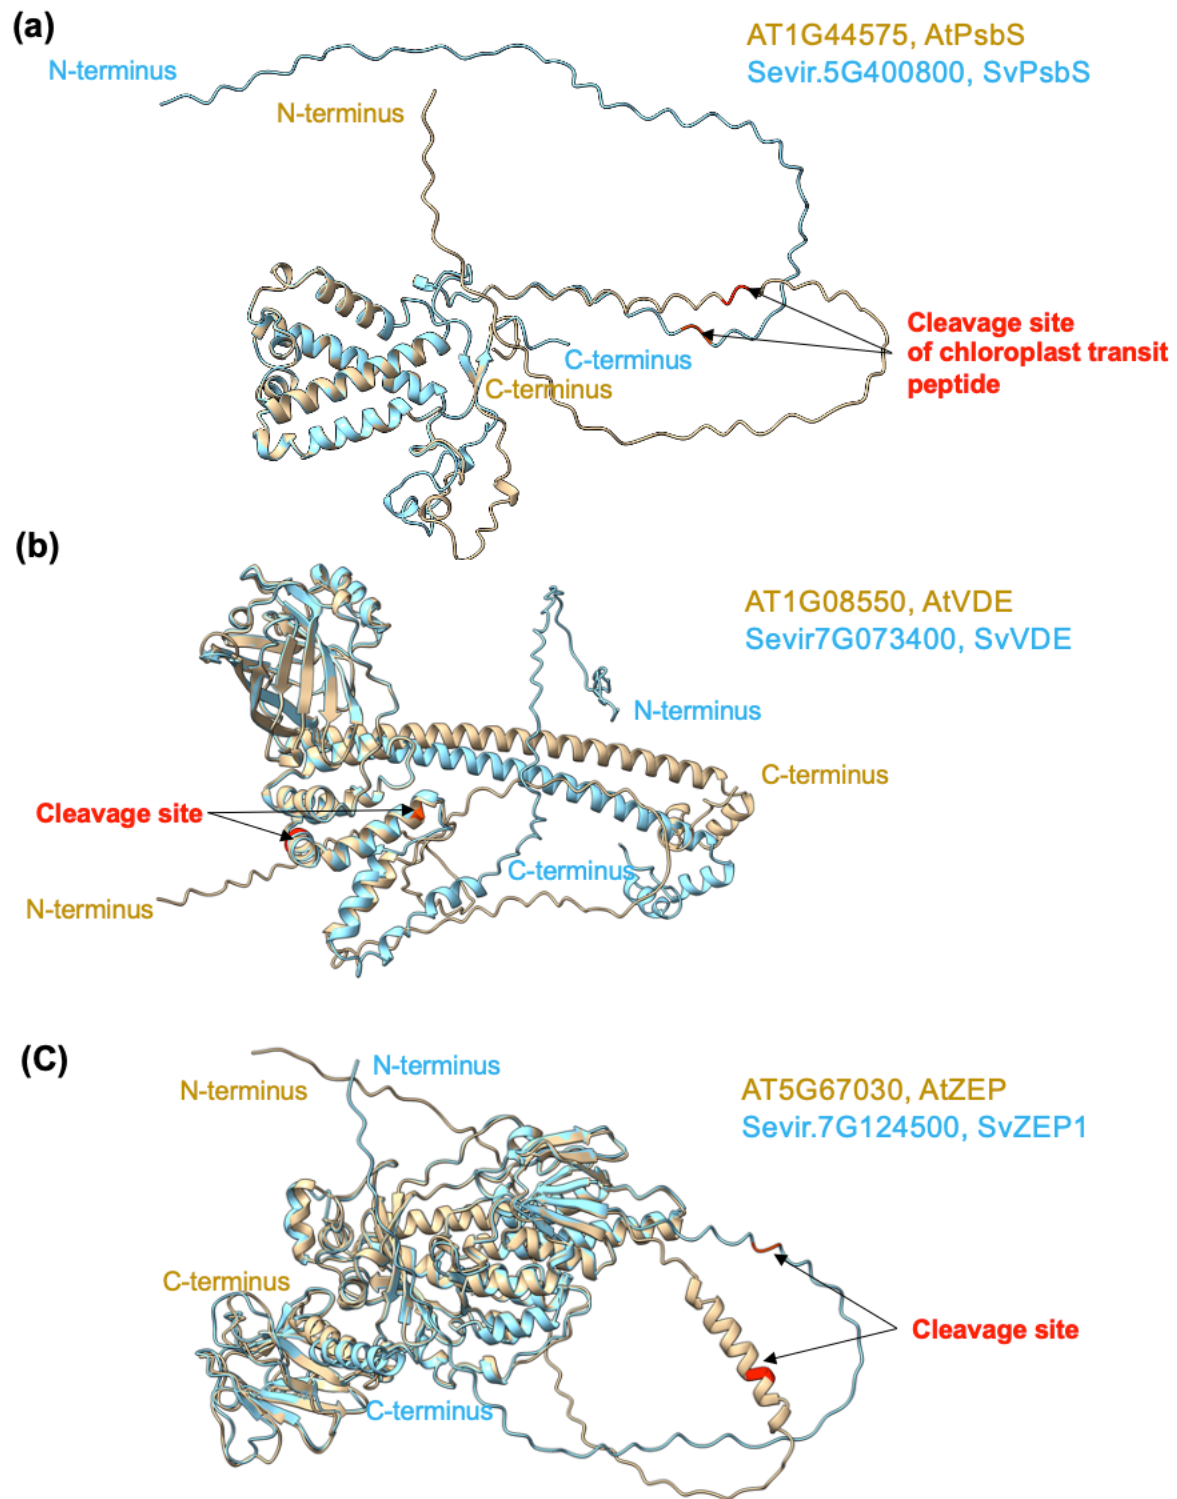 (a)
AT1G44575, AtPsbS
Sevir.5G400800, SvPsbS
N-terminus
N-terminus
Cleavage site
of chloroplast transit
peptide
C-terminus
C-terminus
(b)
AT1G08550, AtVDE
Sevir7G073400, SvVDE
N-terminus
C-terminus
Cleavage site
C-terminus
N-terminus
(C)
N-terminus
N-terminus
AT5G67030, AtZEP
Sevir.7G124500, SvZEP1
C-terminus
Cleavage site
C-terminus